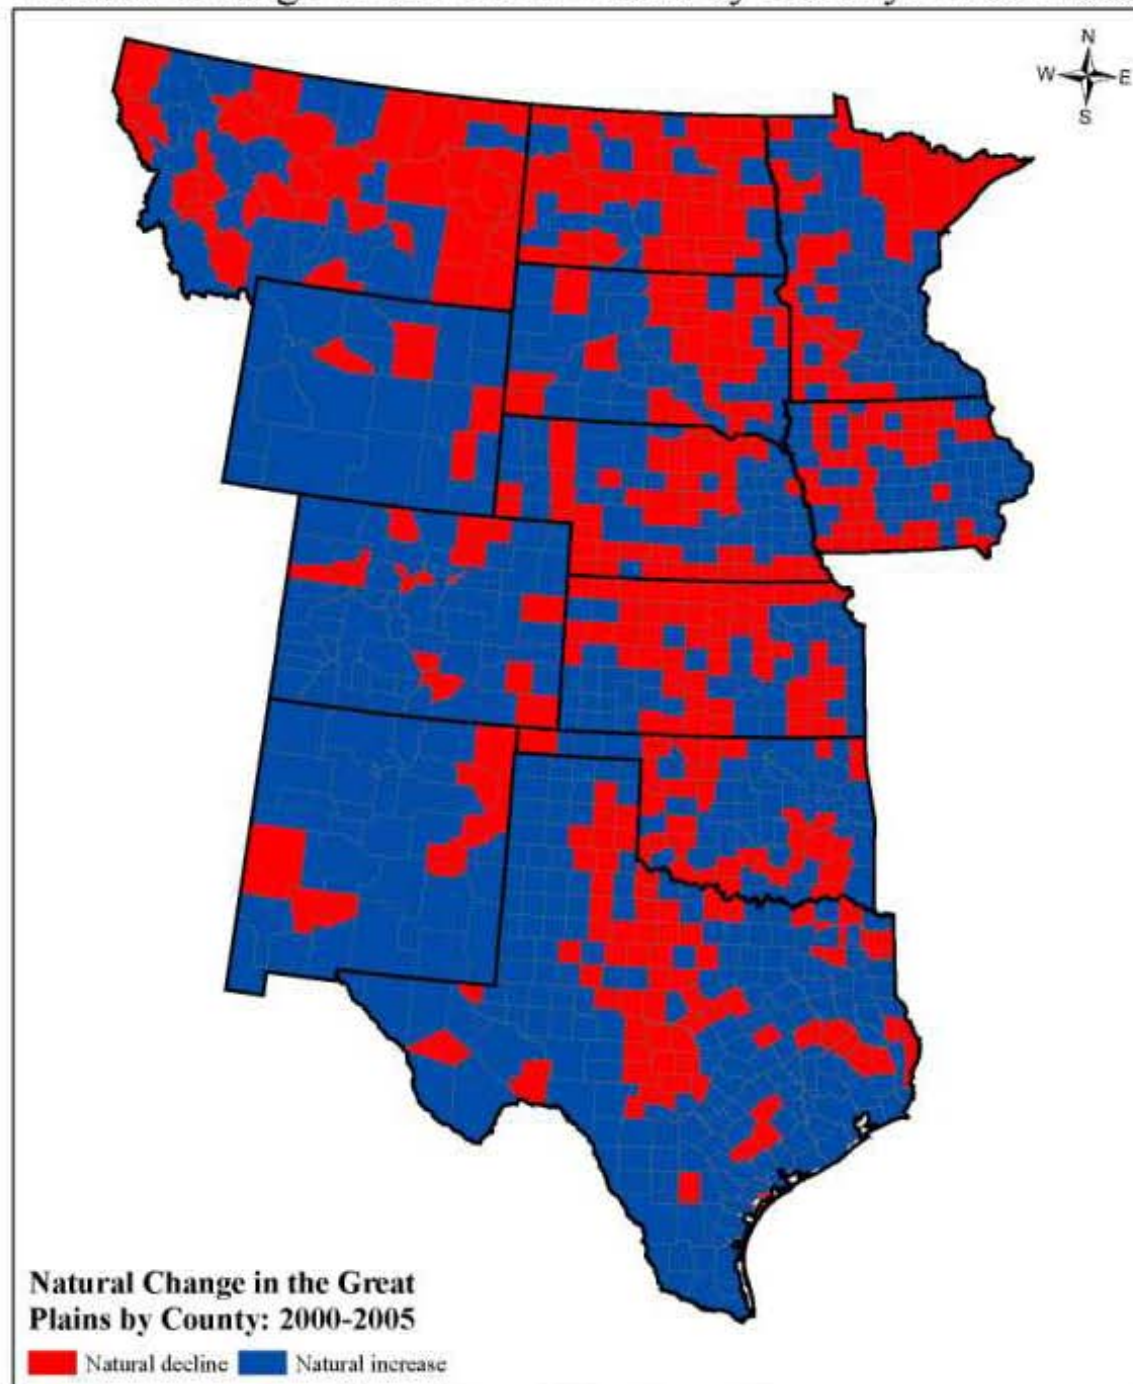 N
W E
S
Natural Change in the Great
Plains by County: 2000-2005
Natural decline Natural increase